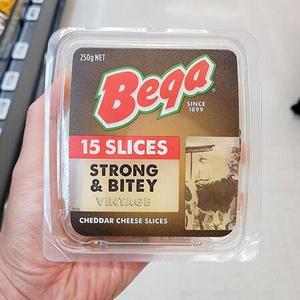 250g NET
Bega
SINCE
1899
15 SLICES
STRONG
& BITEY
VINTAGE
CHEDDAR CHEESE SLICES